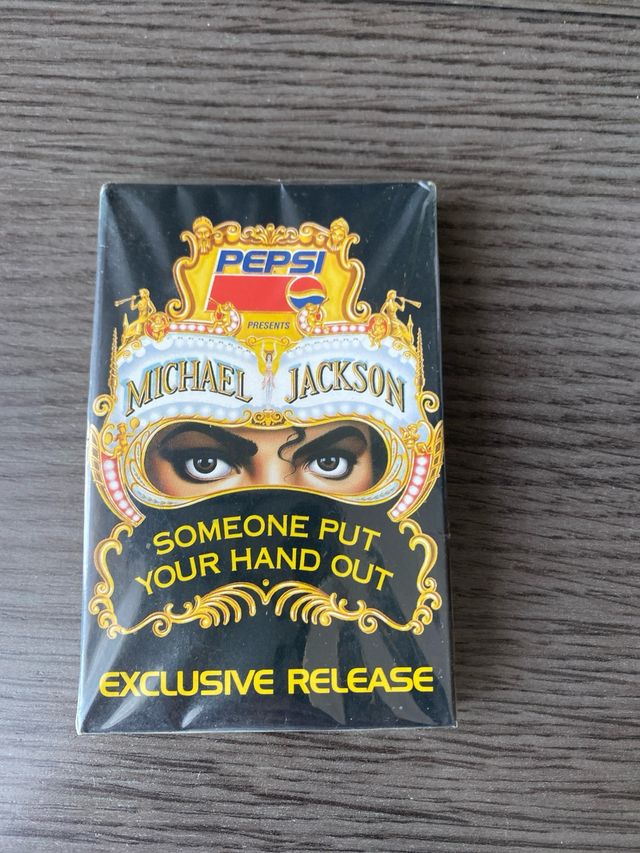 PEPSI
PRESENTS
MICHAEL JACKSON
SOMEONE PUT
YOUR HAND OUT
EXCLUSIVE RELEASE